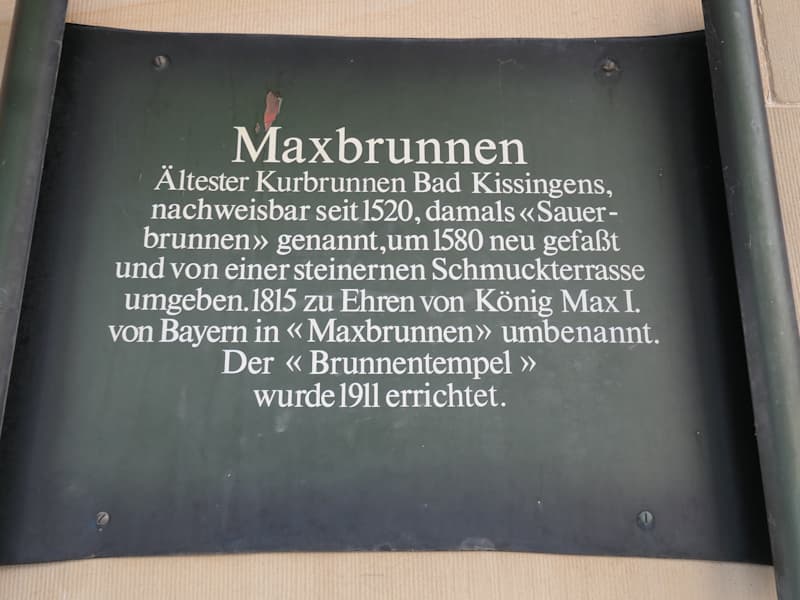 Maxbrunnen
Ältester Kurbrunnen Bad Kissingens,
nachweisbar seit 1520, damals «Sauer-
brunnen» genannt, um 1580 neu gefaßt
und von einer steinernen Schmuckterrasse
umgeben. 1815 zu Ehren von König Max I.
von Bayern in «Maxbrunnen» umbenannt.
Der «Brunnentempel»
wurde 1911 errichtet.